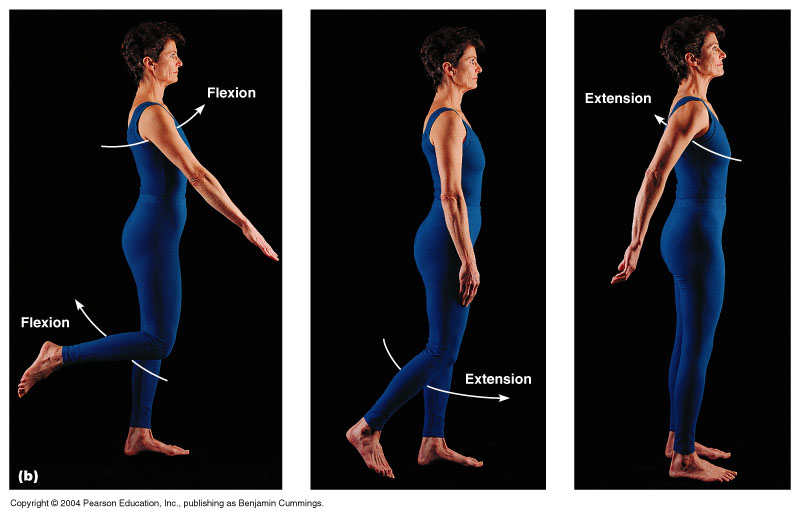 Flexion
Flexion
Extension
Extension
(b)
Copyright © 2004 Pearson Education, Inc., publishing as Benjamin Cummings.